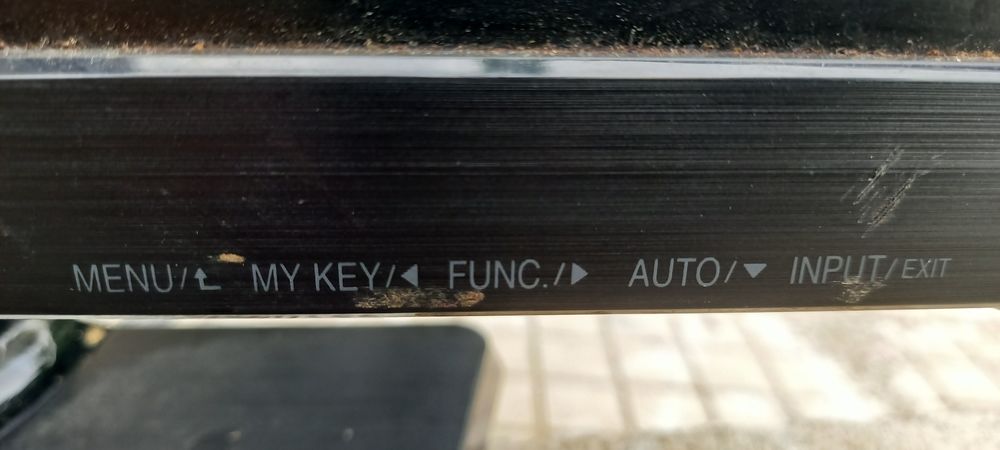 MENU/⮤ MY KEY/◀ FUNC./▶ AUTO/▼ INPUT/EXIT